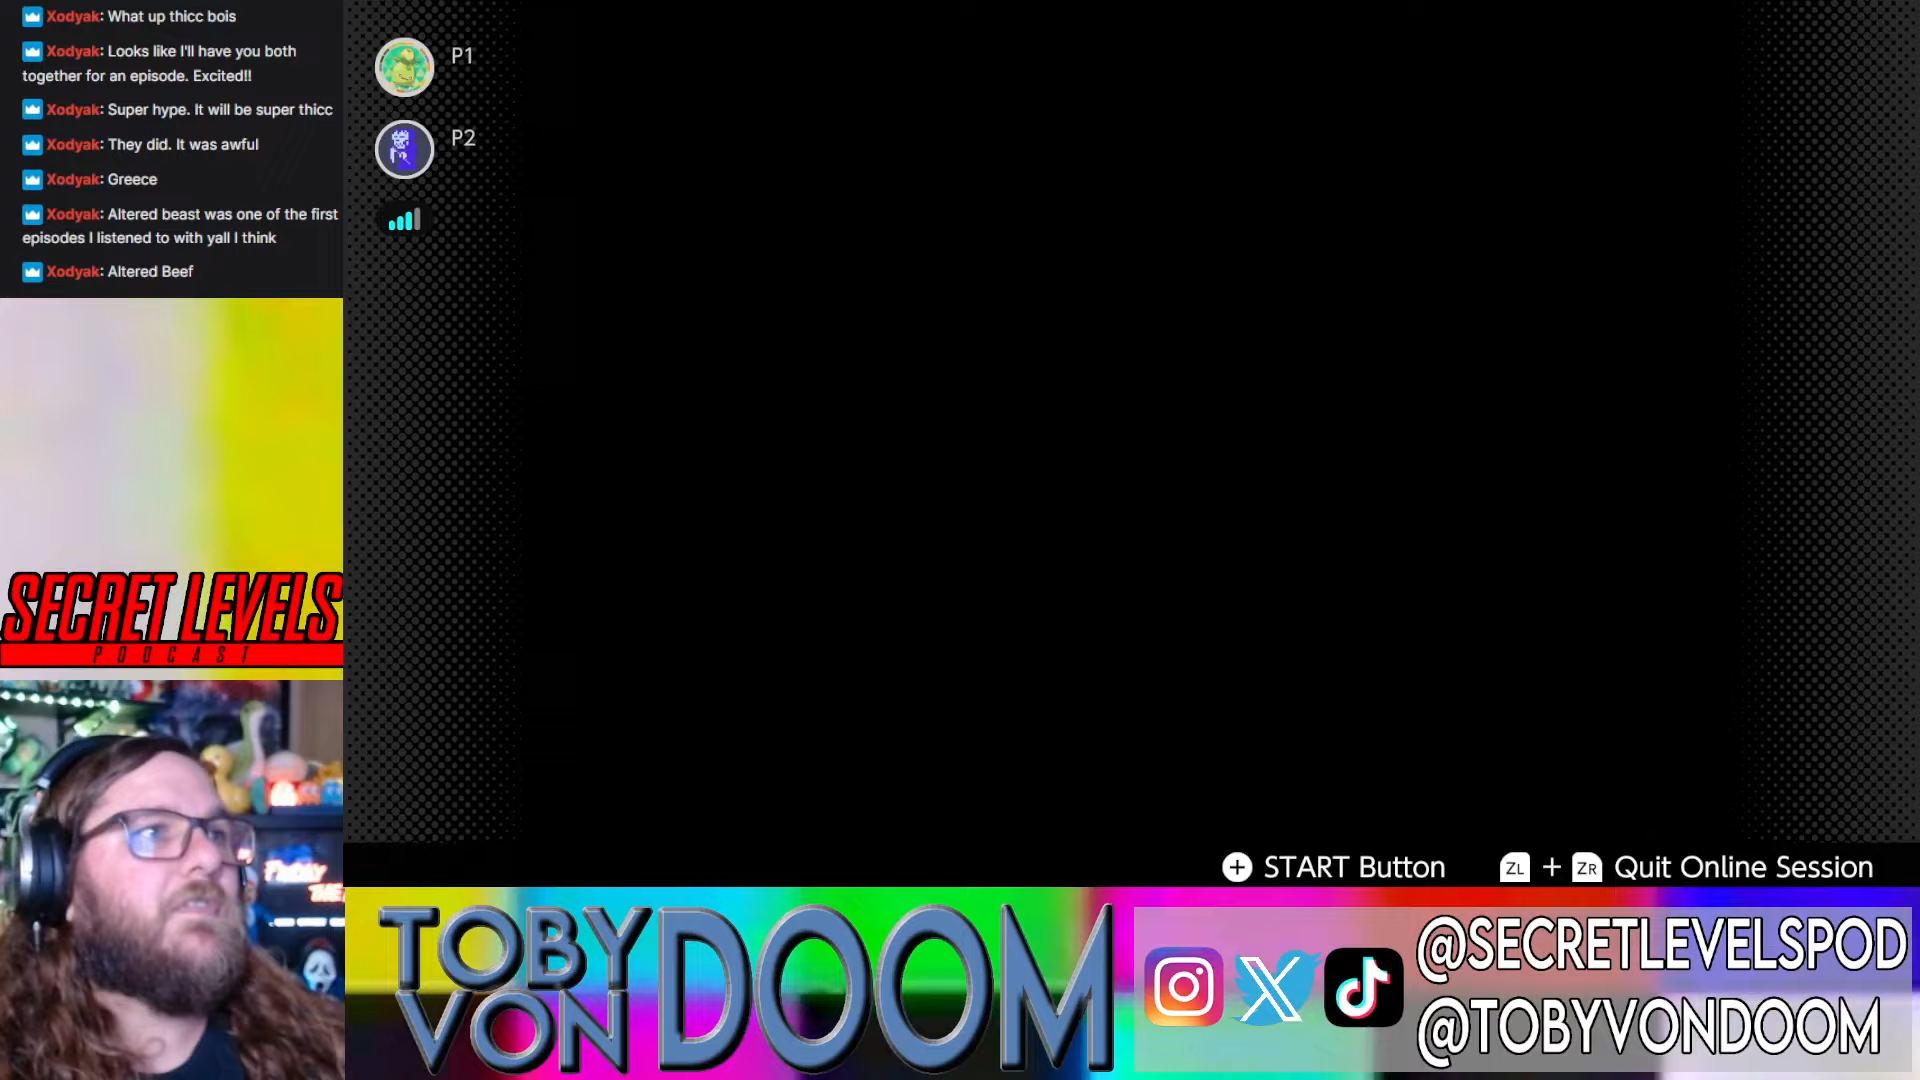 Xodyak: What up thicc bois
Xodyak: Looks like I'll have you both
together for an episode. Excited!!
Xodyak: Super hype. It will be super thicc
Xodyak: They did. It was awful
Xodyak: Greece
Xodyak: Altered beast was one of the first
episodes I listened to with yall I think
Xodyak: Altered Beef
P1
P2
SECRET LEVELS
PODCAST
START Button
ZL + ZR Quit Online Session
TOBY
VON
DOOM
@SECRETLEVELSPOD
@TOBYVONDOOM